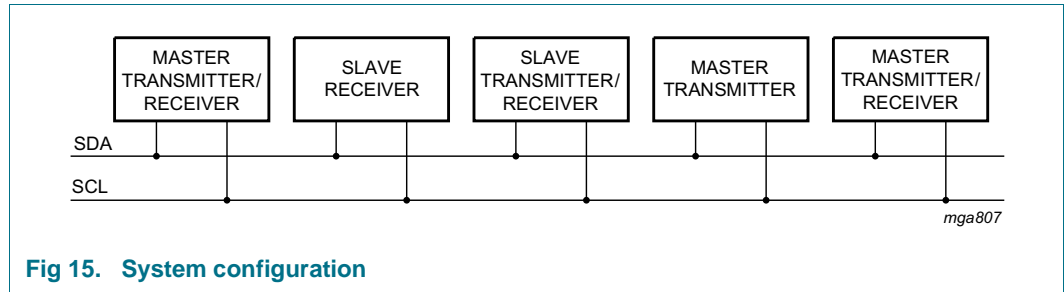 MASTER
TRANSMITTER/
RECEIVER
SLAVE
RECEIVER
SLAVE
TRANSMITTER/
RECEIVER
MASTER
TRANSMITTER
MASTER
TRANSMITTER/
RECEIVER
SDA
SCL
mga807
Fig 15. System configuration